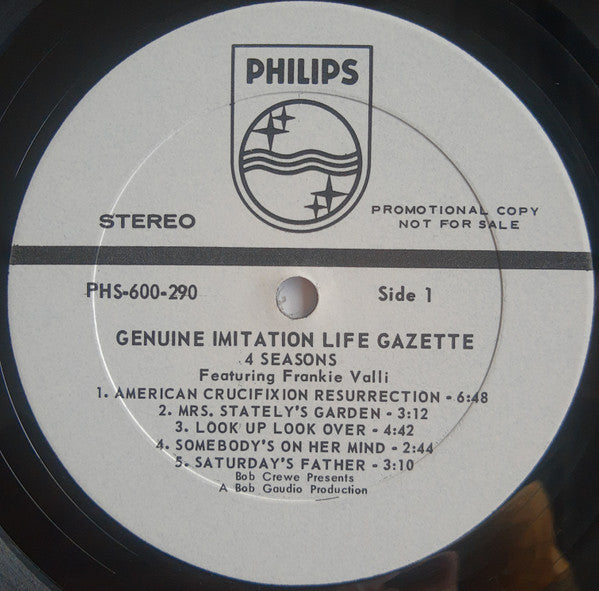 PHILIPS
STEREO
PROMOTIONAL COPY
NOT FOR SALE
PHS-600-290
Side 1
GENUINE IMITATION LIFE GAZETTE
4 SEASONS
Featuring Frankie Valli
1. AMERICAN CRUCIFIXION RESURRECTION - 6:48
2. MRS. STATELY'S GARDEN - 3:12
3. LOOK UP LOOK OVER - 4:42
4. SOMEBODY'S ON HER MIND - 2:44
5. SATURDAY'S FATHER - 3:10
Bob Crewe Presents
A Bob Gaudio Production